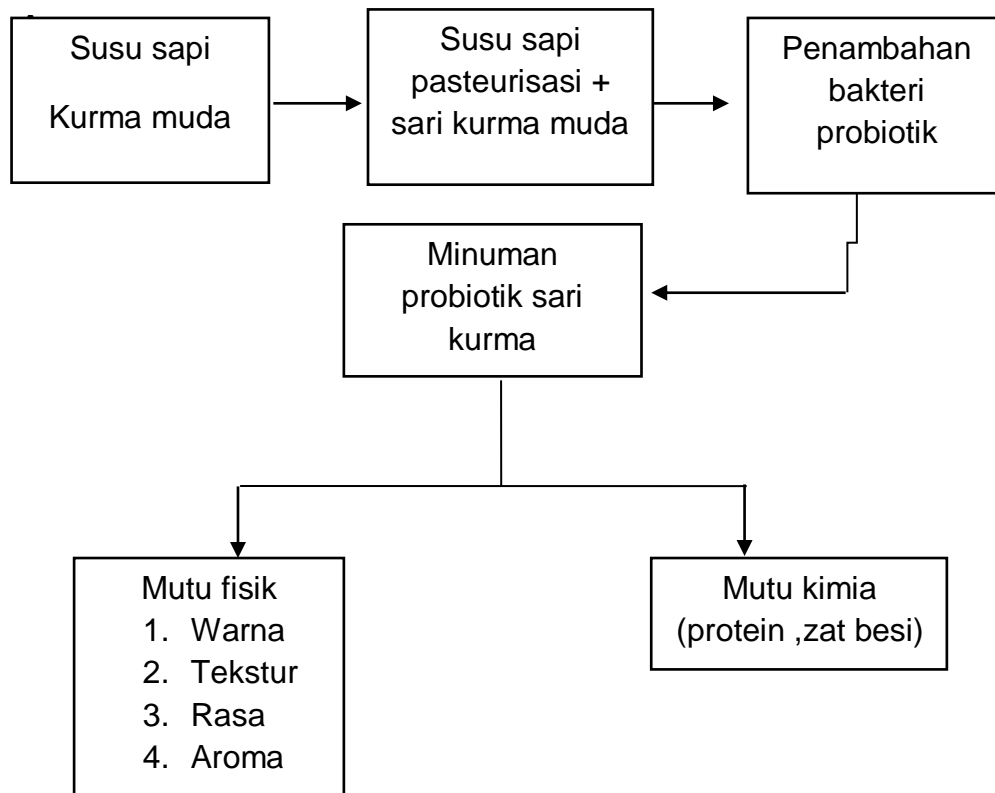 Susu sapi
Kurma muda
Susu sapi
pasteurisasi +
sari kurma muda
Penambahan
bakteri
probiotik
Minuman
probiotik sari
kurma
Mutu fisik
1. Warna
2. Tekstur
3. Rasa
4. Aroma
Mutu kimia
(protein ,zat besi)